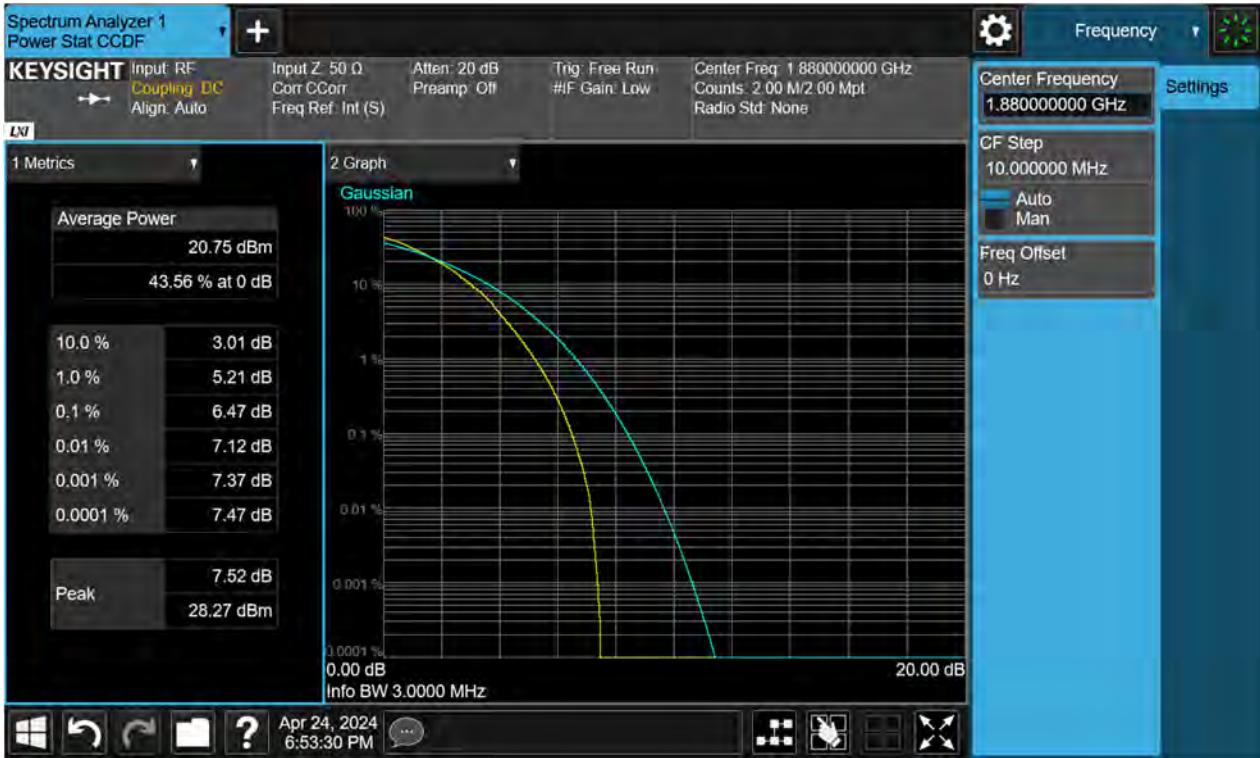 Spectrum Analyzer 1
Power Stat CCDF
+
Frequency
KEYSIGHT
Input: RF
Coupling: DC
Align: Auto
Input Z: 50 Ω
Corr CCorr
Freq Ref: Int (S)
Atten: 20 dB
Preamp: Off
Trig: Free Run
#IF Gain: Low
Center Freq: 1.880000000 GHz
Counts: 2.00 M/2.00 Mpt
Radio Std: None
LXI
Center Frequency
1.880000000 GHz
Settings
CF Step
10.000000 MHz
Auto
Man
Freq Offset
0 Hz
1 Metrics
Average Power
20.75 dBm
43.56 % at 0 dB
10.0 % 3.01 dB
1.0 % 5.21 dB
0.1 % 6.47 dB
0.01 % 7.12 dB
0.001 % 7.37 dB
0.0001 % 7.47 dB
Peak
7.52 dB
28.27 dBm
2 Graph
Gaussian
100 %
10 %
1 %
0.1 %
0.01 %
0.001 %
0.0001 %
0.00 dB 20.00 dB
Info BW 3.0000 MHz
?
Apr 24, 2024
6:53:30 PM